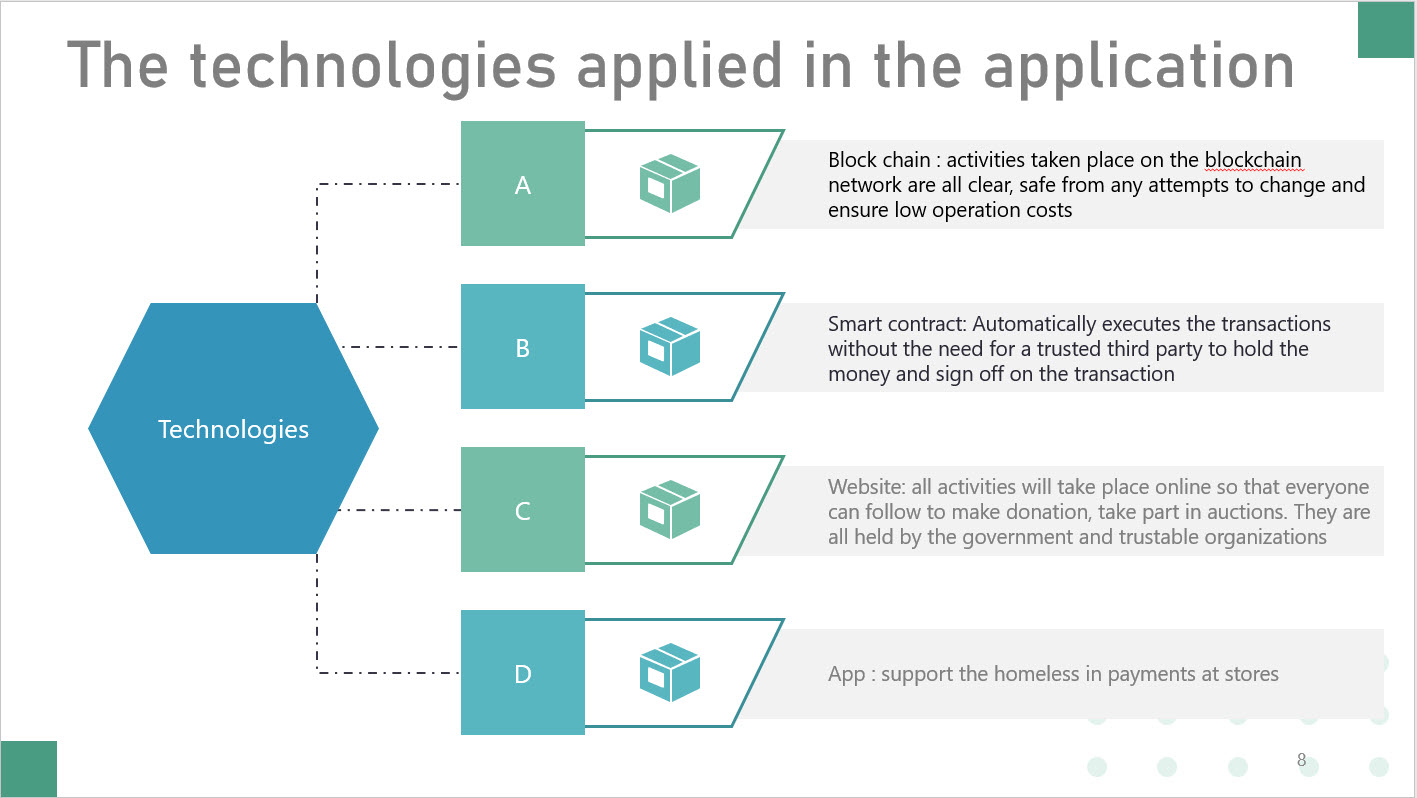 The technologies applied in the application
A
Block chain : activities taken place on the blockchain
network are all clear, safe from any attempts to change and
ensure low operation costs
B
Smart contract: Automatically executes the transactions
without the need for a trusted third party to hold the
money and sign off on the transaction
Technologies
C
Website: all activities will take place online so that everyone
can follow to make donation, take part in auctions. They are
all held by the government and trustable organizations
D
App : support the homeless in payments at stores
8